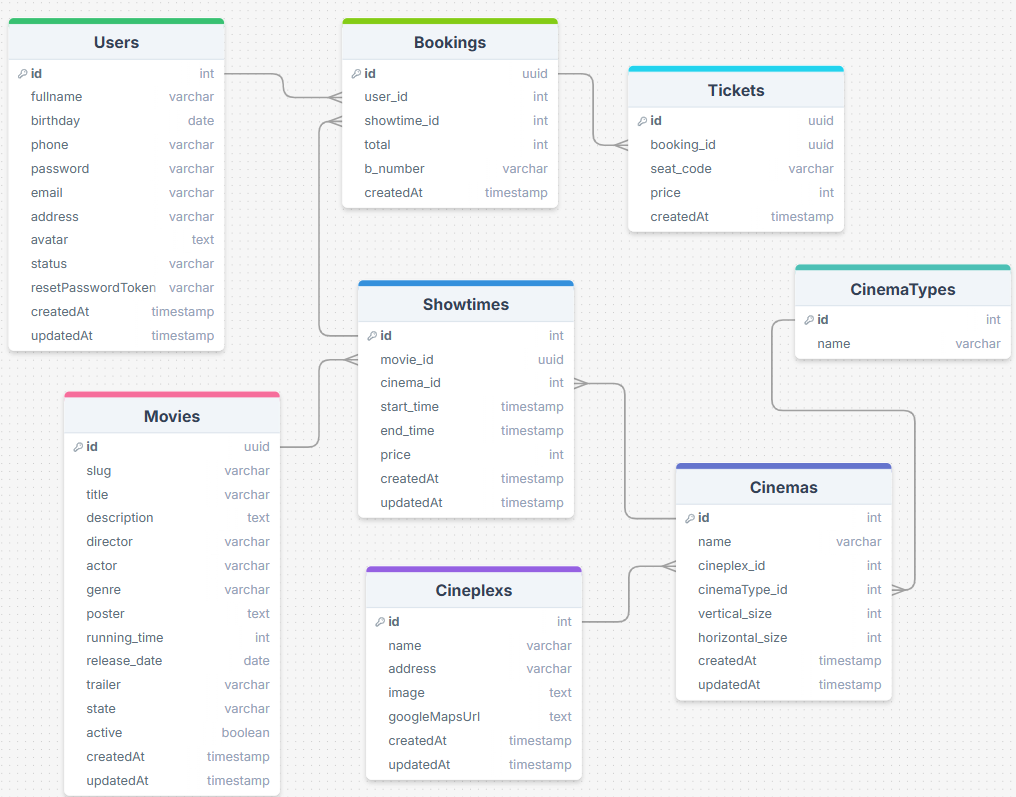 Users
id int
fullname varchar
birthday date
phone varchar
password varchar
email varchar
address varchar
avatar text
status varchar
resetPasswordToken varchar
createdAt timestamp
updatedAt timestamp
Bookings
id uuid
user_id int
showtime_id int
total int
b_number varchar
createdAt timestamp
Tickets
id uuid
booking_id uuid
seat_code varchar
price int
createdAt timestamp
CinemaTypes
id int
name varchar
Showtimes
id int
movie_id uuid
cinema_id int
start_time timestamp
end_time timestamp
price int
createdAt timestamp
updatedAt timestamp
Movies
id uuid
slug varchar
title varchar
description text
director varchar
actor varchar
genre varchar
poster text
running_time int
release_date date
trailer varchar
state varchar
active boolean
createdAt timestamp
updatedAt timestamp
Cinemas
id int
name varchar
cineplex_id int
cinemaType_id int
vertical_size int
horizontal_size int
createdAt timestamp
updatedAt timestamp
Cineplexs
id int
name varchar
address varchar
image text
googleMapsUrl text
createdAt timestamp
updatedAt timestamp